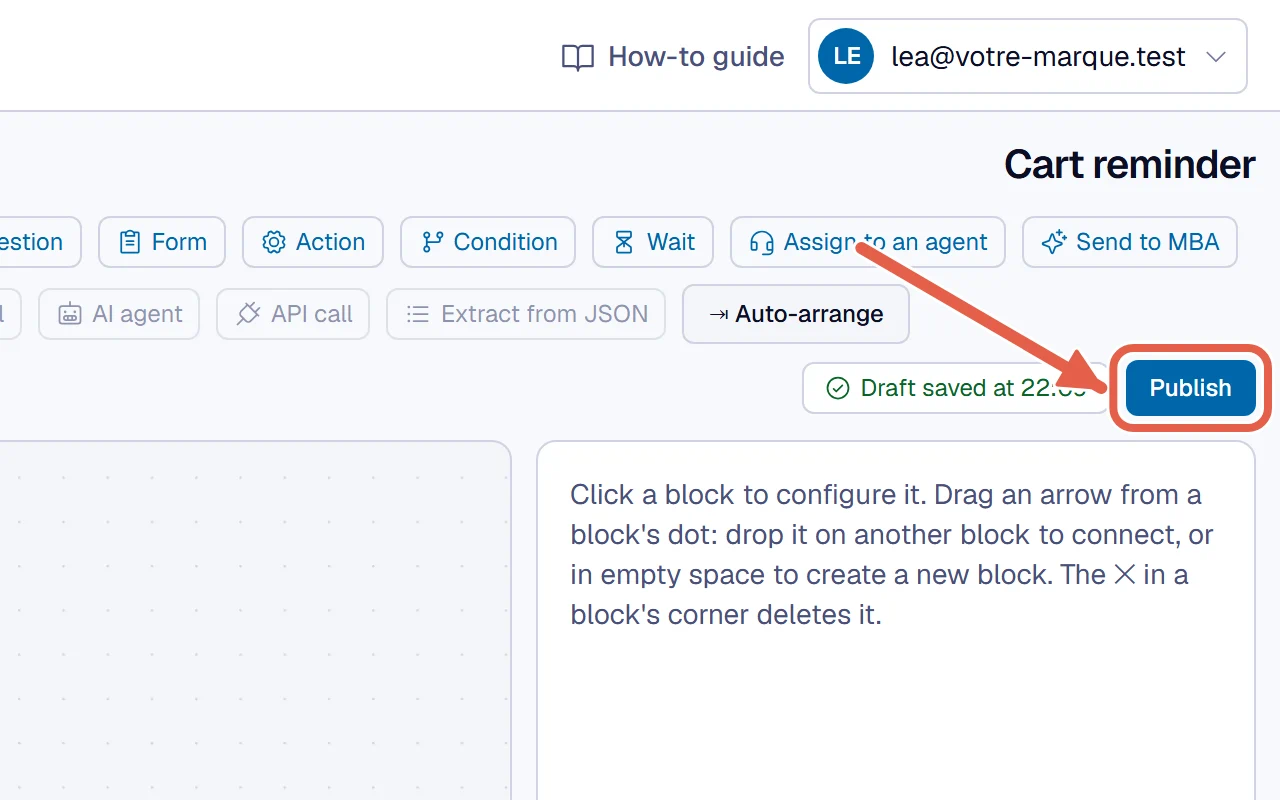 How-to guide
LE
lea@votre-marque.test
Cart reminder
estion
Form
Action
Condition
Wait
Assign to an agent
Send to MBA
AI agent
API call
Extract from JSON
Auto-arrange
Draft saved at
Publish
Click a block to configure it. Drag an arrow from a
block's dot: drop it on another block to connect, or
in empty space to create a new block. The ✕ in a
block's corner deletes it.